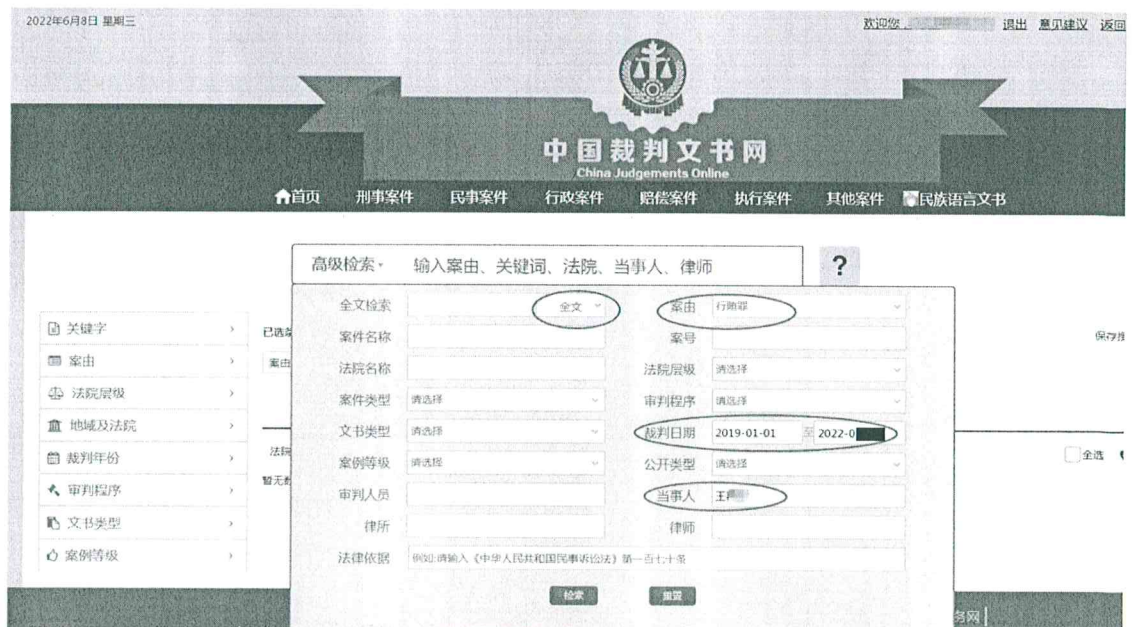 2022年6月8日 星期三
欢迎您， 退出 意见建议 返回
中国裁判文书网
China Judgements Online
首页 刑事案件 民事案件 行政案件 赔偿案件 执行案件 其他案件 民族语言文书
高级检索 输入案由、关键词、法院、当事人、律师 ?
全文检索 全文 案由 行贿罪
案件名称 案号
法院名称 法院层级 请选择
案件类型 请选择 审判程序 请选择
文书类型 请选择 裁判日期 2019-01-01 至 2022-0
案例等级 请选择 公开类型 请选择
审判人员 当事人 王
律所 律师
法律依据 例如:请输入《中华人民共和国民事诉讼法》第一百七十条
检索 重置
关键字
案由
法院层级
地域及法院
裁判年份
审判程序
文书类型
案例等级
已选
案由
法院
暂无
保存
全选
务网